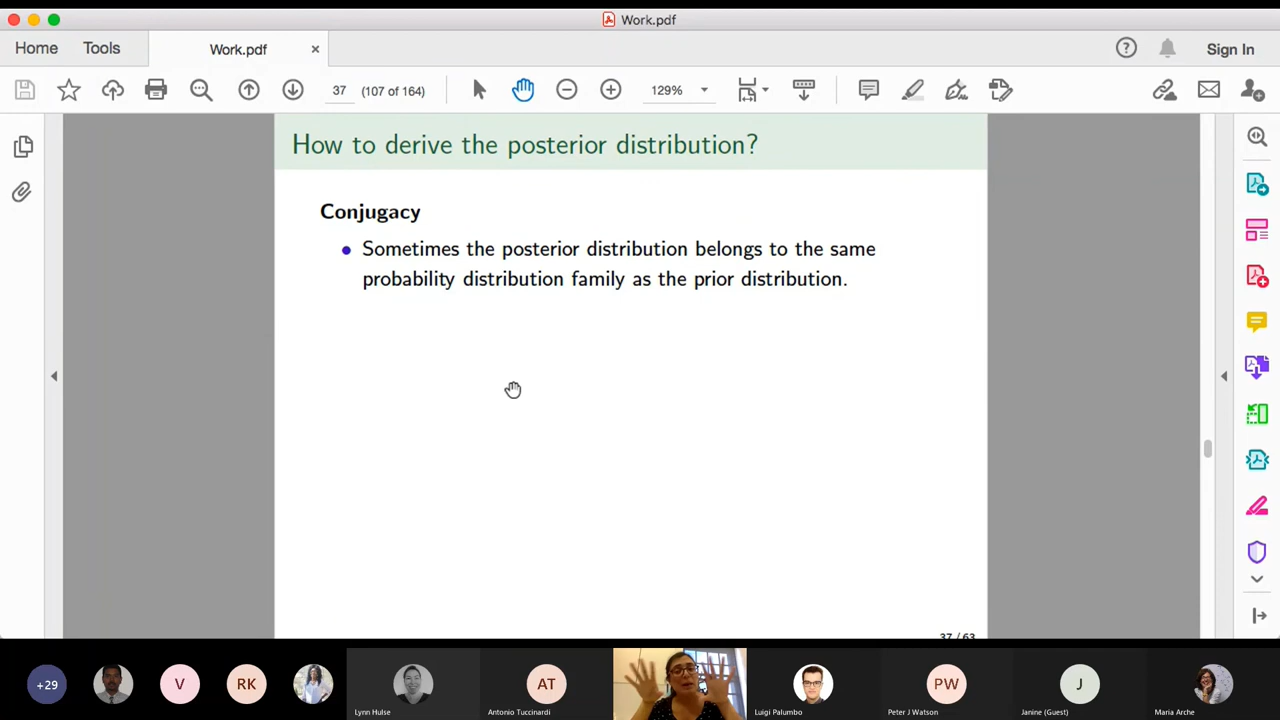 Work.pdf
Home
Tools
Work.pdf
×
?
Sign In
37
(107 of 164)
129%
How to derive the posterior distribution?
Conjugacy
• Sometimes the posterior distribution belongs to the same
probability distribution family as the prior distribution.
37 / 63
+29
V
RK
Lynn Hulse
AT
Antonio Tuccinardi
Luigi Palumbo
PW
Peter J Watson
J
Janine (Guest)
Maria Arche